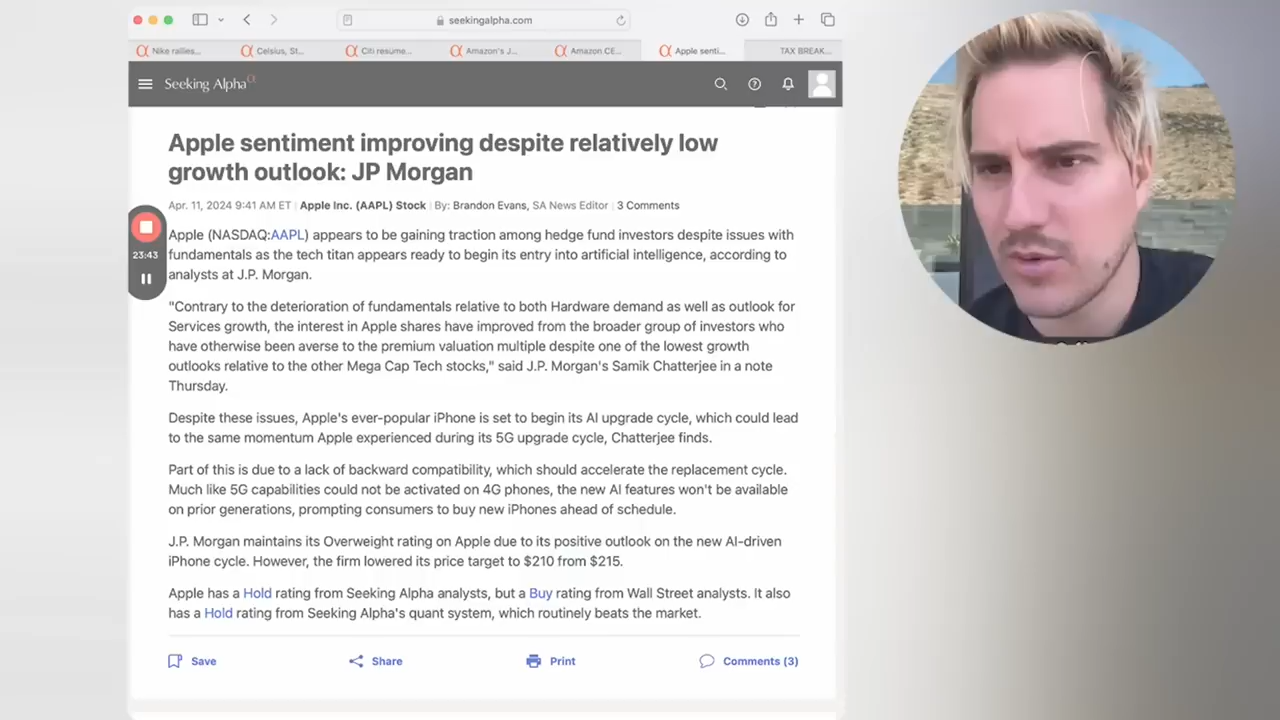 seekingalpha.com
Nike rallies...
Celsius, St...
Citi resume...
Amazon's J...
Amazon CE...
Apple senti...
TAX BREAK...
Seeking Alpha α
Apple sentiment improving despite relatively low
growth outlook: JP Morgan
Apr. 11, 2024 9:41 AM ET | Apple Inc. (AAPL) Stock | By: Brandon Evans, SA News Editor | 3 Comments
23:43
Apple (NASDAQ:AAPL) appears to be gaining traction among hedge fund investors despite issues with
fundamentals as the tech titan appears ready to begin its entry into artificial intelligence, according to
analysts at J.P. Morgan.
"Contrary to the deterioration of fundamentals relative to both Hardware demand as well as outlook for
Services growth, the interest in Apple shares have improved from the broader group of investors who
have otherwise been averse to the premium valuation multiple despite one of the lowest growth
outlooks relative to the other Mega Cap Tech stocks," said J.P. Morgan's Samik Chatterjee in a note
Thursday.
Despite these issues, Apple's ever-popular iPhone is set to begin its AI upgrade cycle, which could lead
to the same momentum Apple experienced during its 5G upgrade cycle, Chatterjee finds.
Part of this is due to a lack of backward compatibility, which should accelerate the replacement cycle.
Much like 5G capabilities could not be activated on 4G phones, the new AI features won't be available
on prior generations, prompting consumers to buy new iPhones ahead of schedule.
J.P. Morgan maintains its Overweight rating on Apple due to its positive outlook on the new AI-driven
iPhone cycle. However, the firm lowered its price target to $210 from $215.
Apple has a Hold rating from Seeking Alpha analysts, but a Buy rating from Wall Street analysts. It also
has a Hold rating from Seeking Alpha's quant system, which routinely beats the market.
Save
Share
Print
Comments (3)